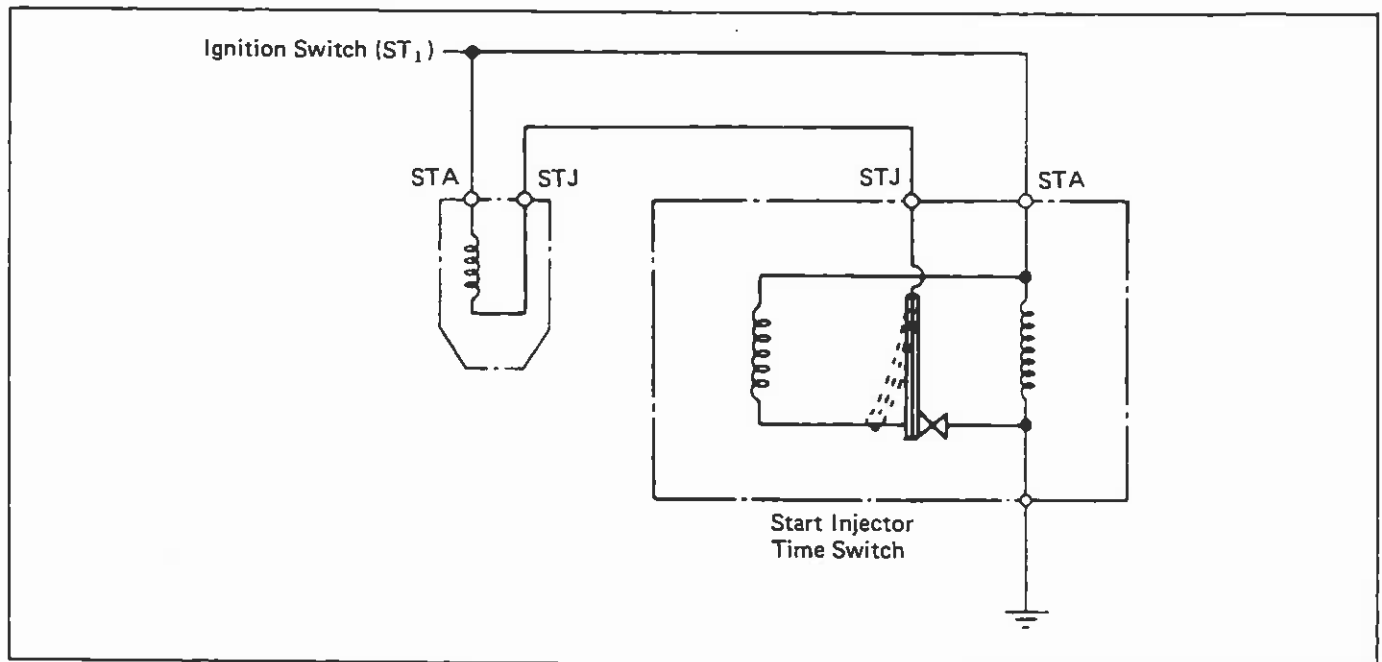 Ignition Switch (ST₁)
STA
STJ
STJ
STA
Start Injector
Time Switch